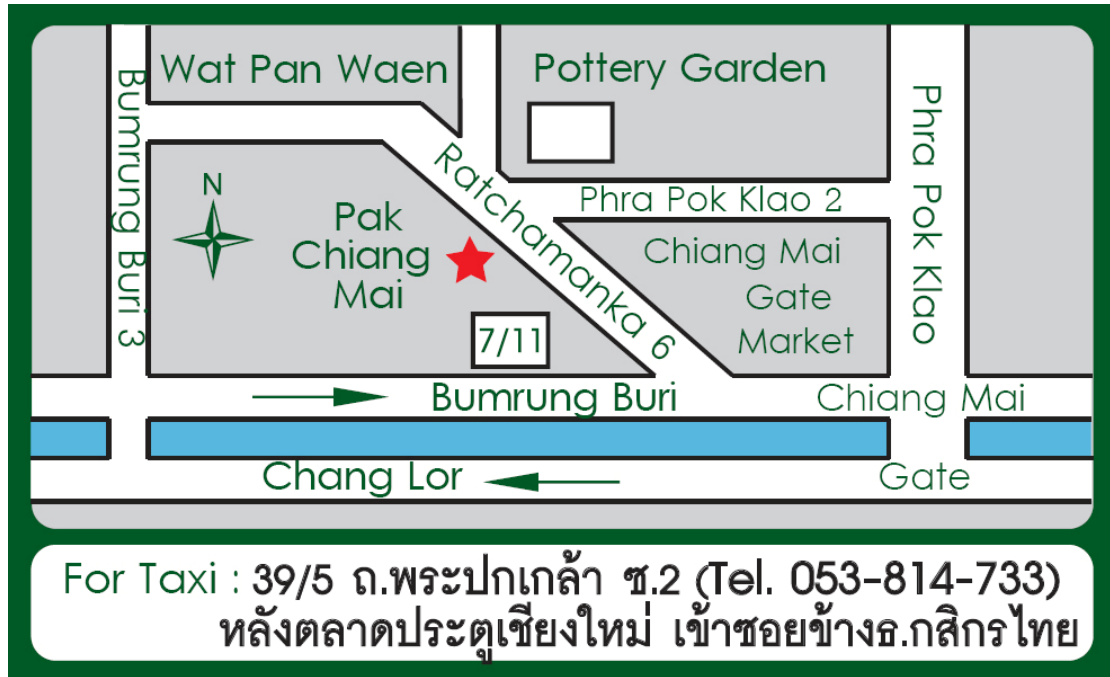 Wat Pan Waen
Pottery Garden
Bumrung Buri 3
Phra Pok Klao
Ratchamanka 6
Phra Pok Klao 2
N
Pak
Chiang
Mai
Chiang Mai
Gate
Market
7/11
Bumrung Buri
Chiang Mai
Chang Lor
Gate
For Taxi : 39/5 ถ.พระปกเกล้า ซ.2 (Tel. 053-814-733)
หลังตลาดประตูเชียงใหม่ เข้าซอยข้างธ.กสิกรไทย